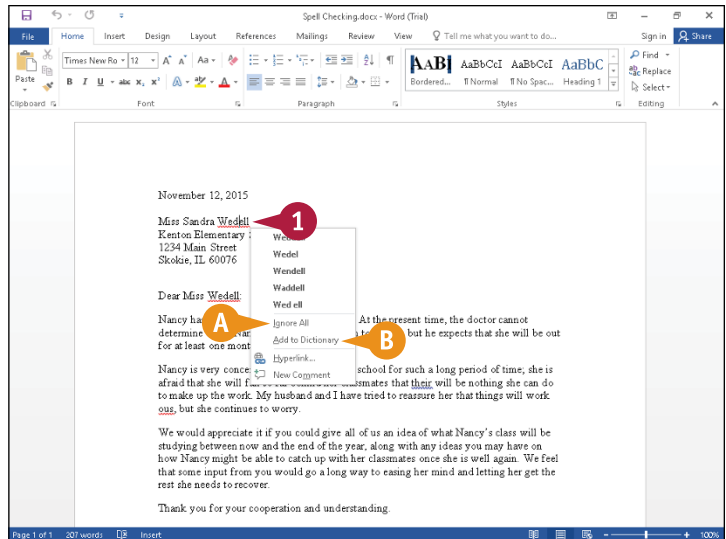 Spell Checking.docx - Word (Trial)
File Home Insert Design Layout References Mailings Review View Tell me what you want to do... Sign in Share
Paste
Times New Ro 12 A A Aa
B I U abc x₂ x² A A
AaBl AaBbCcI AaBbCcI AaBbC
Bordered... ¶Normal ¶No Spac... Heading 1
Find
Replace
Select
Clipboard Font Paragraph Styles Editing
November 12, 2015
Miss Sandra Wedell
1
Kenton Elementary
1234 Main Street
Skokie, IL 60076
Wedel
Wendell
Waddell
Wed ell
Ignore All
Add to Dictionary
Hyperlink...
New Comment
A
B
Dear Miss Wedell:
Nancy At the present time, the doctor cannot
determine but he expects that she will be out
for at least one
Nancy is very school for such a long period of time; she is
afraid that she will classmates that their will be nothing she can do
to make up the work. My husband and I have tried to reassure her that things will work
ous, but she continues to worry.
We would appreciate it if you could give all of us an idea of what Nancy's class will be
studying between now and the end of the year, along with any ideas you may have on
how Nancy might be able to catch up with her classmates once she is well again. We feel
that some input from you would go a long way to easing her mind and letting her get the
rest she needs to recover.
Thank you for your cooperation and understanding.
Page 1 of 1 207 words Insert 100%